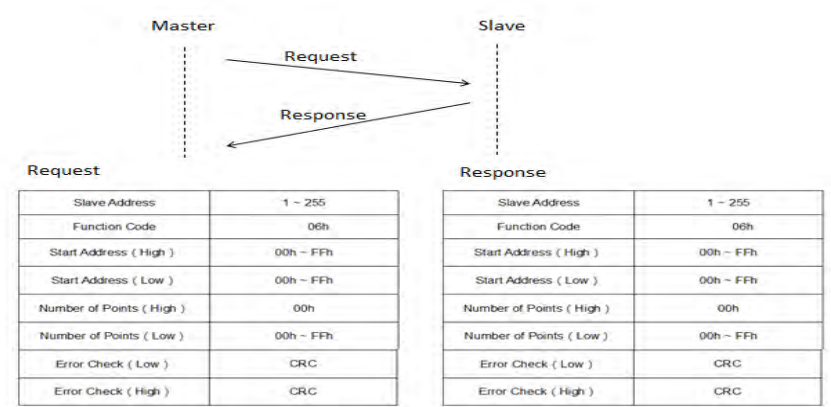 Master Slave
Request
Response
Request
Slave Address 1 ~ 255
Function Code 06h
Start Address ( High ) 00h ~ FFh
Start Address ( Low ) 00h ~ FFh
Number of Points ( High ) 00h
Number of Points ( Low ) 00h ~ FFh
Error Check ( Low ) CRC
Error Check ( High ) CRC
Response
Slave Address 1 ~ 255
Function Code 06h
Start Address ( High ) 00h ~ FFh
Start Address ( Low ) 00h ~ FFh
Number of Points ( High ) 00h
Number of Points ( Low ) 00h ~ FFh
Error Check ( Low ) CRC
Error Check ( High ) CRC